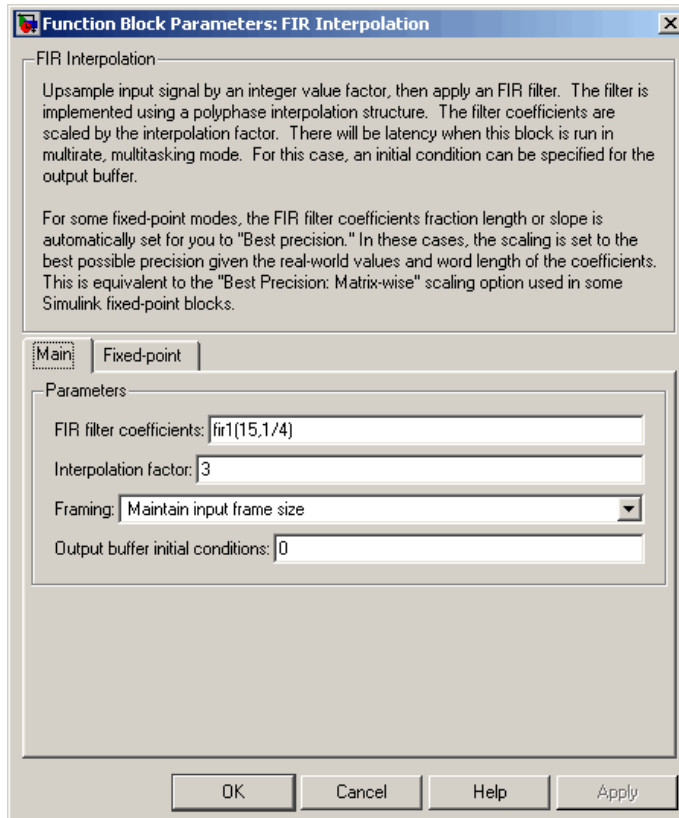 Function Block Parameters: FIR Interpolation
FIR Interpolation
Upsample input signal by an integer value factor, then apply an FIR filter. The filter is
implemented using a polyphase interpolation structure. The filter coefficients are
scaled by the interpolation factor. There will be latency when this block is run in
multirate, multitasking mode. For this case, an initial condition can be specified for the
output buffer.
For some fixed-point modes, the FIR filter coefficients fraction length or slope is
automatically set for you to "Best precision." In these cases, the scaling is set to the
best possible precision given the real-world values and word length of the coefficients.
This is equivalent to the "Best Precision: Matrix-wise" scaling option used in some
Simulink fixed-point blocks.
Main Fixed-point
Parameters
FIR filter coefficients: fir1(15,1/4)
Interpolation factor: 3
Framing: Maintain input frame size
Output buffer initial conditions: 0
OK Cancel Help Apply